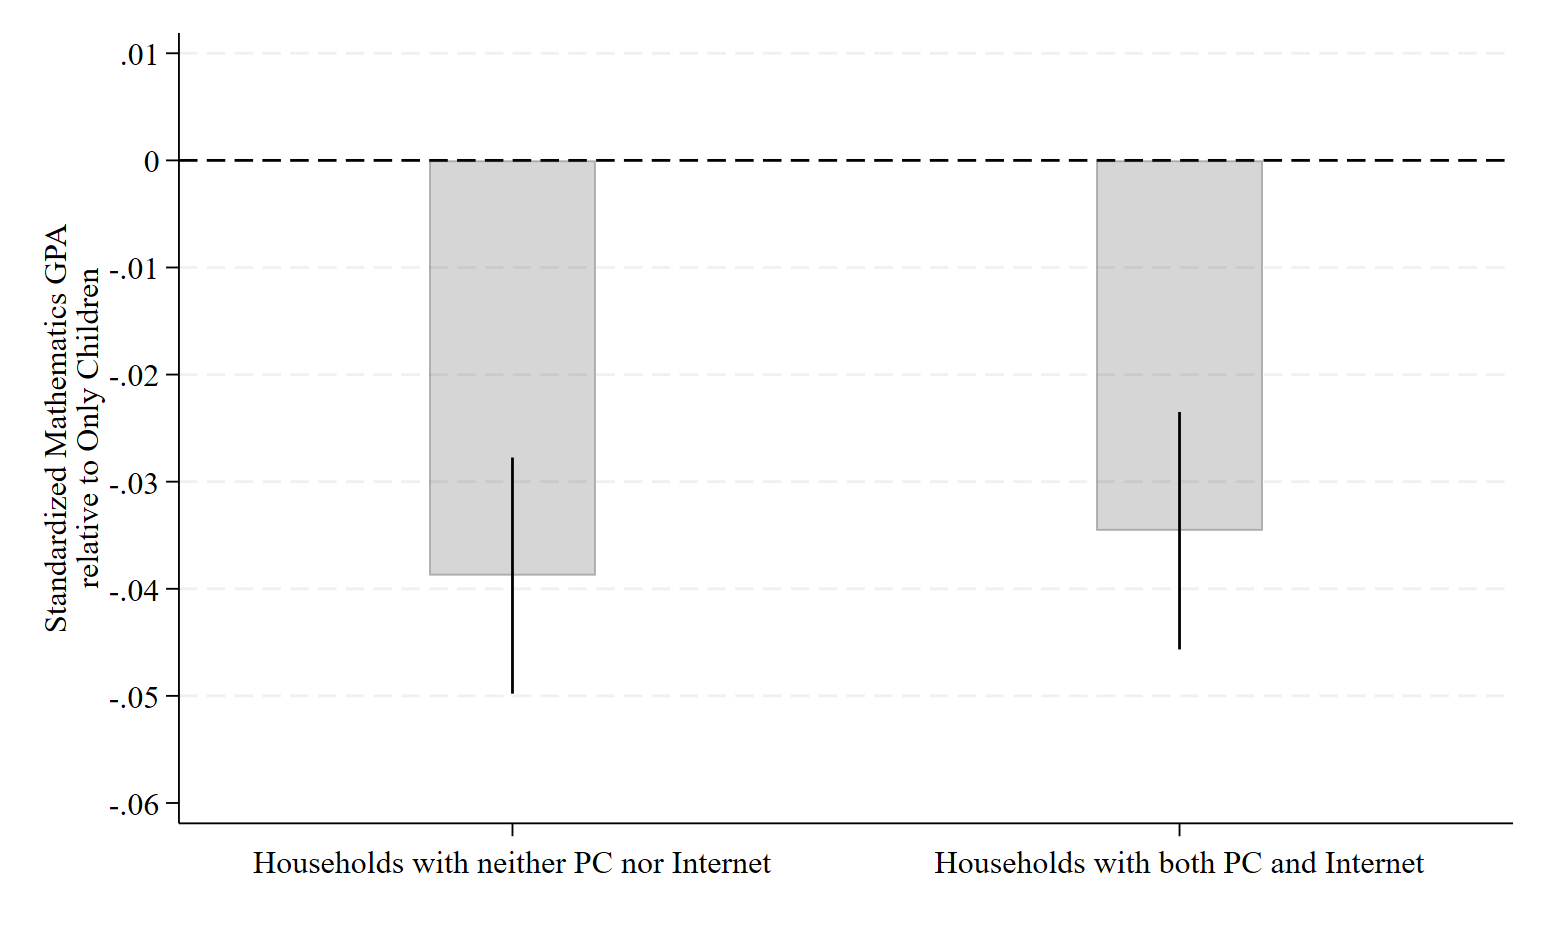 Standardized Mathematics GPA
relative to Only Children
.01
0
-.01
-.02
-.03
-.04
-.05
-.06
Households with neither PC nor Internet
Households with both PC and Internet